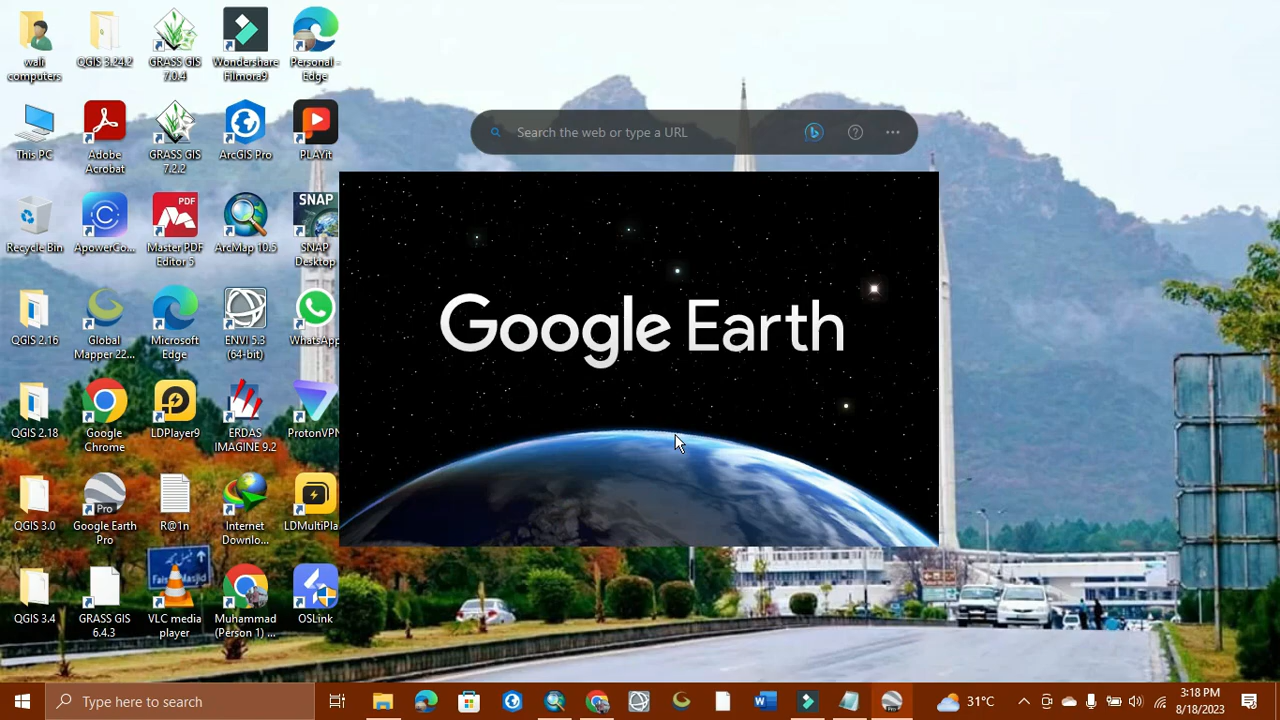 wali
computers
QGIS 3.24.2
GRASS GIS
7.0.4
Wondershare
Filmora9
Personal -
Edge
This PC
Adobe
Acrobat
GRASS GIS
7.2.2
ArcGIS Pro
PLAYit
Recycle Bin
ApowerCo...
PDF
Master PDF
Editor 5
ArcMap 10.5
SNAP
SNAP
Desktop
QGIS 2.16
Global
Mapper 22...
Microsoft
Edge
ENVI 5.3
(64-bit)
WhatsApp
QGIS 2.18
Google
Chrome
LDPlayer9
ERDAS
IMAGINE 9.2
ProtonVPN
QGIS 3.0
Pro
Google Earth
Pro
R@1n
Internet
Downlo...
LDMultiPla
QGIS 3.4
GRASS GIS
6.4.3
VLC media
player
Muhammad
(Person 1) ...
OSLink
Search the web or type a URL
Google Earth
Type here to search
Pro
31°C
3:18 PM
8/18/2023